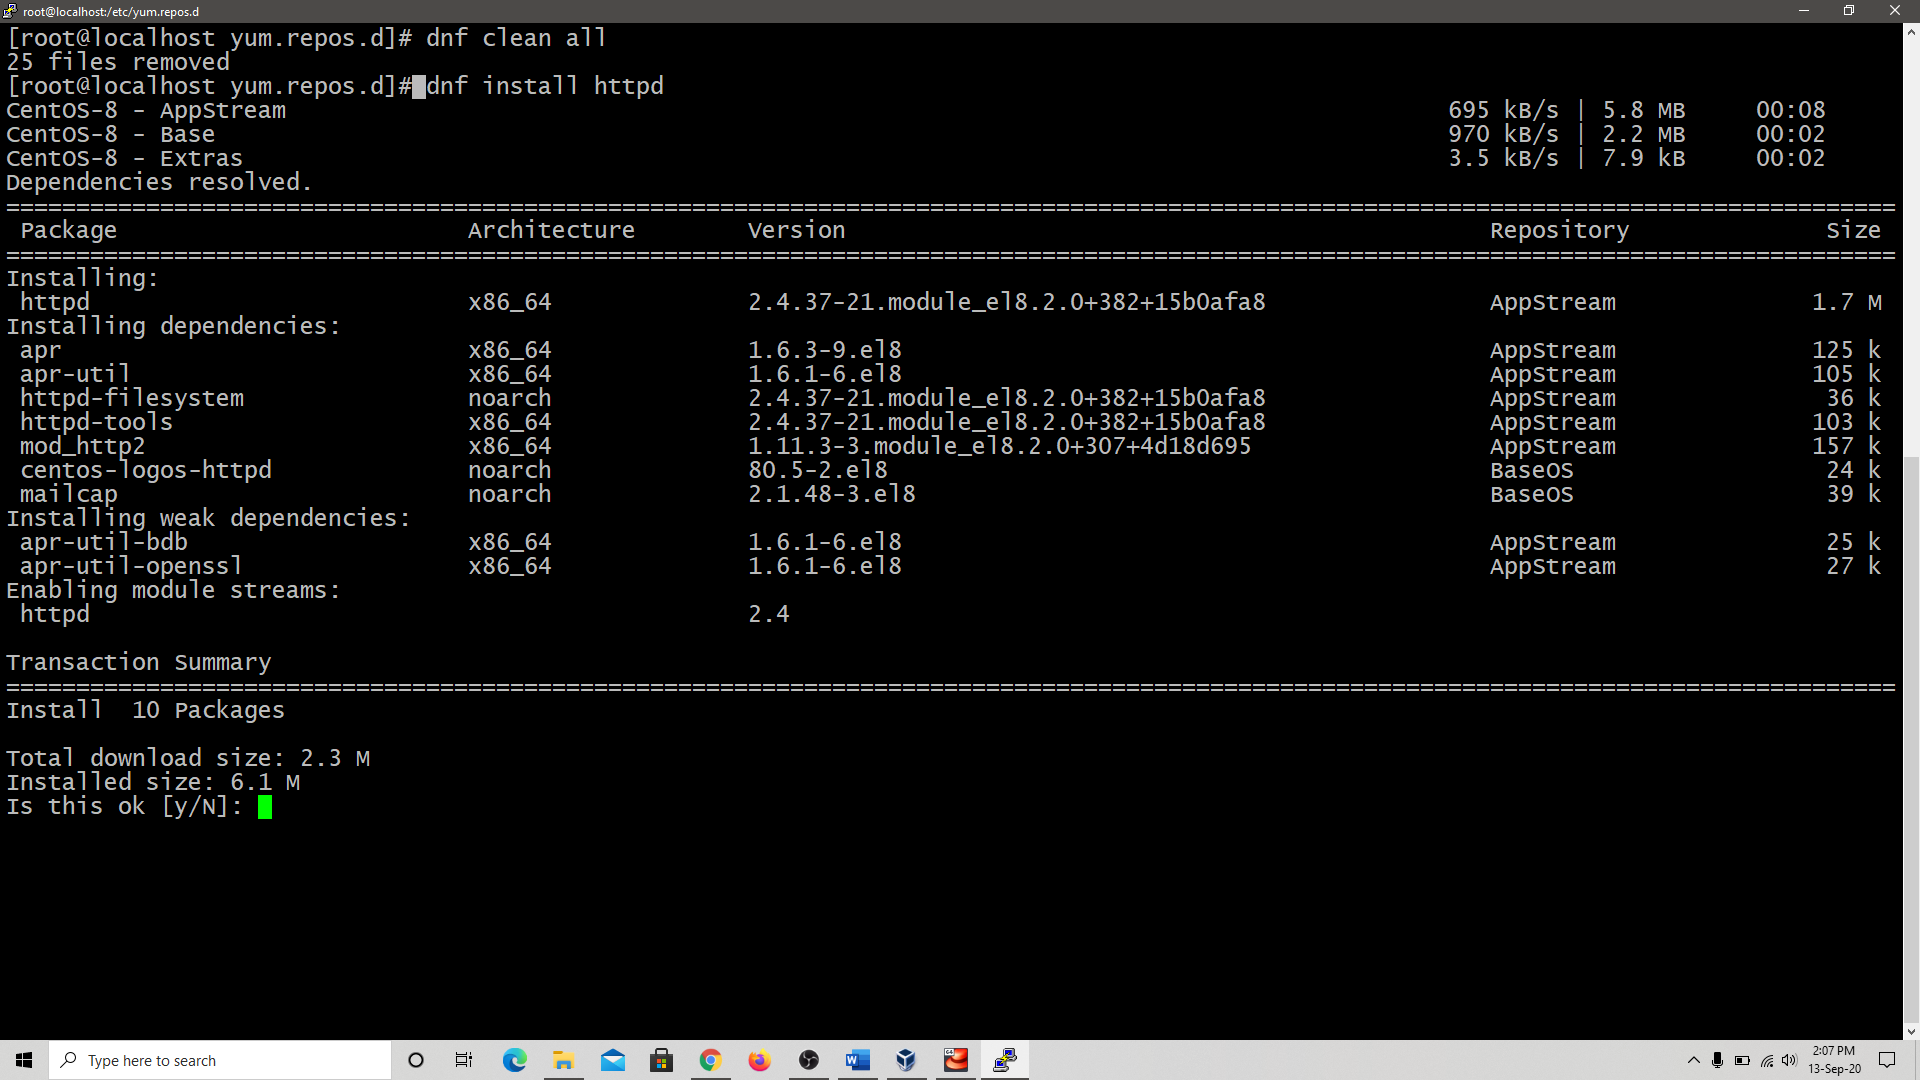 root@localhost:/etc/yum.repos.d
[root@localhost yum.repos.d]# dnf clean all
25 files removed
[root@localhost yum.repos.d]# dnf install httpd
CentOS-8 - AppStream 695 kB/s | 5.8 MB 00:08
CentOS-8 - Base 970 kB/s | 2.2 MB 00:02
CentOS-8 - Extras 3.5 kB/s | 7.9 kB 00:02
Dependencies resolved.
Package Architecture Version Repository Size
Installing:
httpd x86_64 2.4.37-21.module_el8.2.0+382+15b0afa8 AppStream 1.7 M
Installing dependencies:
apr x86_64 1.6.3-9.el8 AppStream 125 k
apr-util x86_64 1.6.1-6.el8 AppStream 105 k
httpd-filesystem noarch 2.4.37-21.module_el8.2.0+382+15b0afa8 AppStream 36 k
httpd-tools x86_64 2.4.37-21.module_el8.2.0+382+15b0afa8 AppStream 103 k
mod_http2 x86_64 1.11.3-3.module_el8.2.0+307+4d18d695 AppStream 157 k
centos-logos-httpd noarch 80.5-2.el8 BaseOS 24 k
mailcap noarch 2.1.48-3.el8 BaseOS 39 k
Installing weak dependencies:
apr-util-bdb x86_64 1.6.1-6.el8 AppStream 25 k
apr-util-openssl x86_64 1.6.1-6.el8 AppStream 27 k
Enabling module streams:
httpd 2.4
Transaction Summary
Install 10 Packages
Total download size: 2.3 M
Installed size: 6.1 M
Is this ok [y/N]:
Type here to search
2:07 PM
13-Sep-20